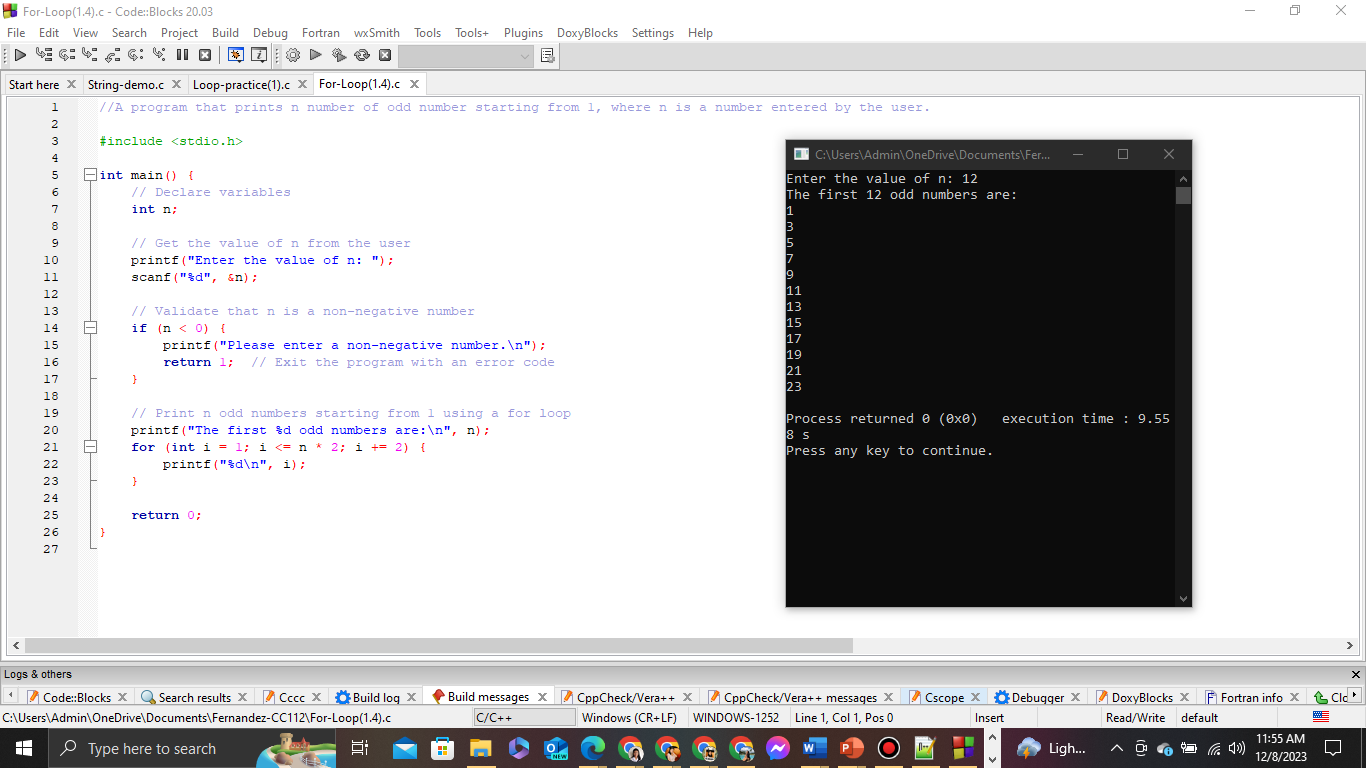 For-Loop(1.4).c - Code::Blocks 20.03
File Edit View Search Project Build Debug Fortran wxSmith Tools Tools+ Plugins DoxyBlocks Settings Help
Start here String-demo.c Loop-practice(1).c For-Loop(1.4).c
1 //A program that prints n number of odd number starting from 1, where n is a number entered by the user.
2
3 #include <stdio.h>
4
5 int main() {
6 // Declare variables
7 int n;
8
9 // Get the value of n from the user
10 printf("Enter the value of n: ");
11 scanf("%d", &n);
12
13 // Validate that n is a non-negative number
14 if (n < 0) {
15 printf("Please enter a non-negative number.\n");
16 return 1; // Exit the program with an error code
17 }
18
19 // Print n odd numbers starting from 1 using a for loop
20 printf("The first %d odd numbers are:\n", n);
21 for (int i = 1; i <= n * 2; i += 2) {
22 printf("%d\n", i);
23 }
24
25 return 0;
26 }
27
C:\Users\Admin\OneDrive\Documents\Fer...
Enter the value of n: 12
The first 12 odd numbers are:
1
3
5
7
9
11
13
15
17
19
21
23
Process returned 0 (0x0) execution time : 9.55
8 s
Press any key to continue.
Logs & others
Code::Blocks Search results Cccc Build log Build messages CppCheck/Vera++ CppCheck/Vera++ messages Cscope Debugger DoxyBlocks Fortran info Clc
C:\Users\Admin\OneDrive\Documents\Fernandez-CC112\For-Loop(1.4).c C/C++ Windows (CR+LF) WINDOWS-1252 Line 1, Col 1, Pos 0 Insert Read/Write default
Type here to search Ligh... 11:55 AM
12/8/2023